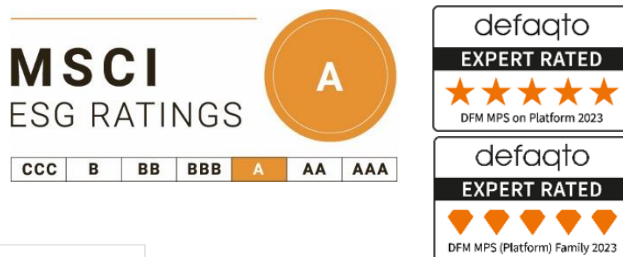 MSCI
ESG RATINGS
A
CCC B BB BBB A AA AAA
defaqto
EXPERT RATED
DFM MPS on Platform 2023
defaqto
EXPERT RATED
DFM MPS (Platform) Family 2023